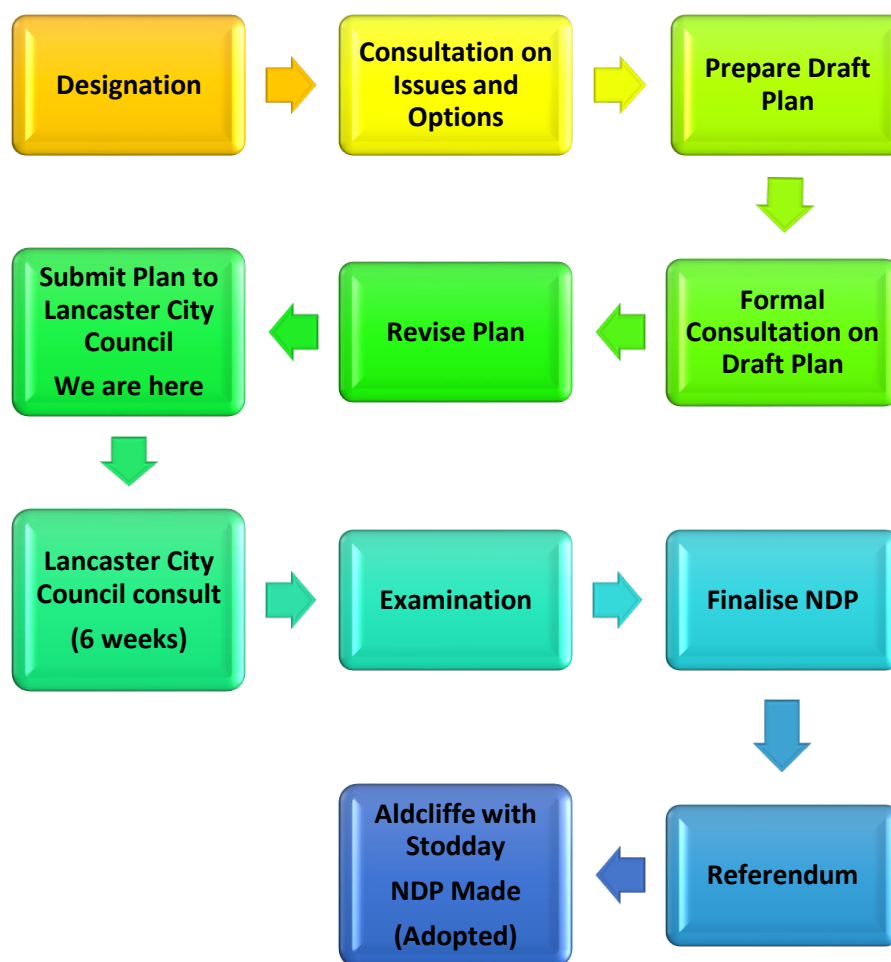 Designation
Consultation on
Issues and
Options
Prepare Draft
Plan
Formal
Consultation on
Draft Plan
Revise Plan
Submit Plan to
Lancaster City
Council
We are here
Lancaster City
Council consult
(6 weeks)
Examination
Finalise NDP
Referendum
Aldcliffe with
Stodday
NDP Made
(Adopted)